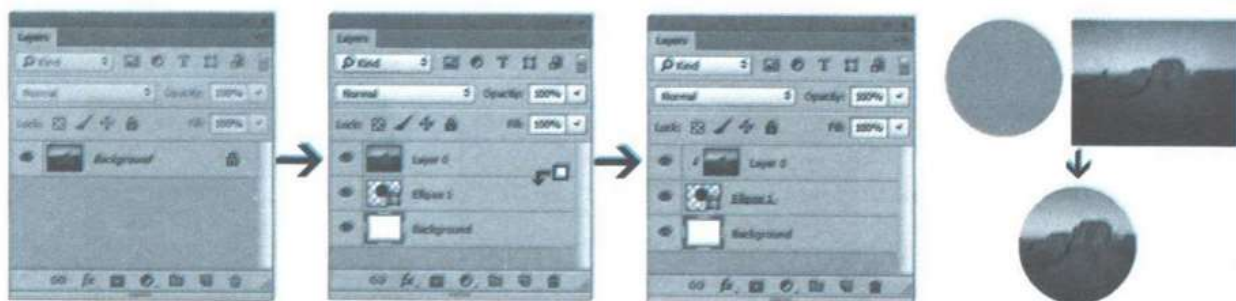 Layers
Kind
Normal Opacity: 100%
Lock: Fill: 100%
Background
Layers
Kind
Normal Opacity: 100%
Lock: Fill: 100%
Layer 0
Ellipse 1
Background
Layers
Kind
Normal Opacity: 100%
Lock: Fill: 100%
Layer 0
Ellipse 1
Background